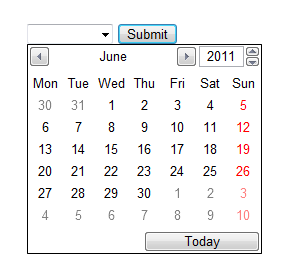 Submit
June 2011
Mon Tue Wed Thu Fri Sat Sun
30 31 1 2 3 4 5
6 7 8 9 10 11 12
13 14 15 16 17 18 19
20 21 22 23 24 25 26
27 28 29 30 1 2 3
4 5 6 7 8 9 10
Today